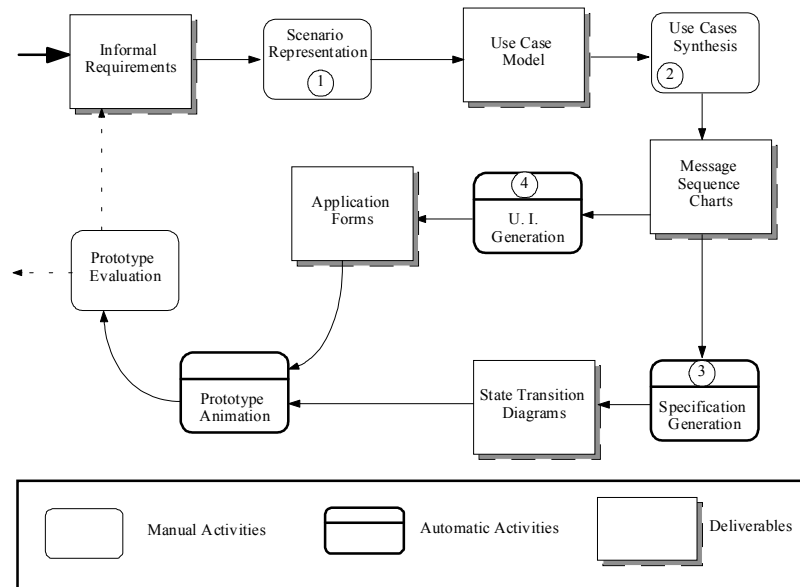 Informal
Requirements
Scenario
Representation
1
Use Case
Model
Use Cases
Synthesis
2
Message
Sequence
Charts
4
U. I.
Generation
Application
Forms
Prototype
Evaluation
Prototype
Animation
State Transition
Diagrams
3
Specification
Generation
Manual Activities
Automatic Activities
Deliverables